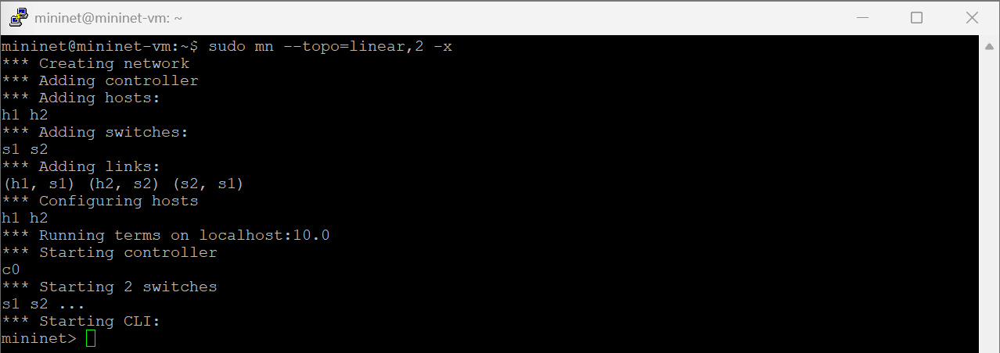 mininet@mininet-vm: ~
mininet@mininet-vm:~$ sudo mn --topo=linear,2 -x
*** Creating network
*** Adding controller
*** Adding hosts:
h1 h2
*** Adding switches:
s1 s2
*** Adding links:
(h1, s1) (h2, s2) (s2, s1)
*** Configuring hosts
h1 h2
*** Running terms on localhost:10.0
*** Starting controller
c0
*** Starting 2 switches
s1 s2 ...
*** Starting CLI:
mininet>